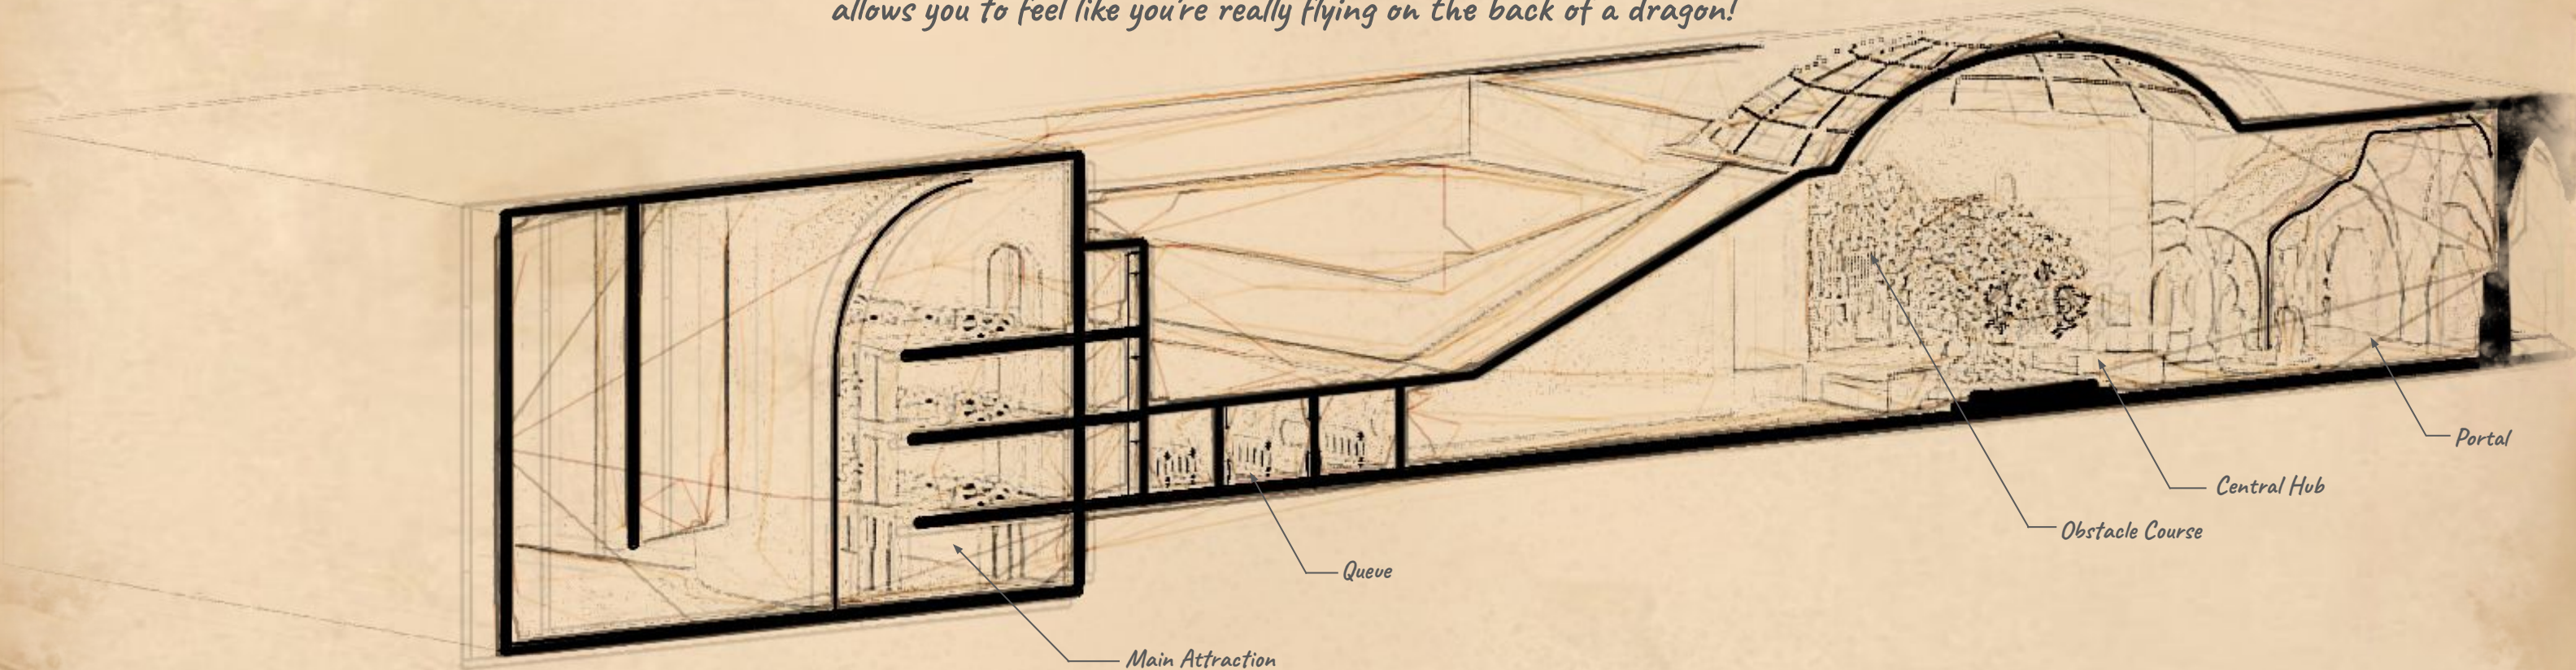 allows you to feel like you're really flying on the back of a dragon!
Portal
Central Hub
Obstacle Course
Queue
Main Attraction